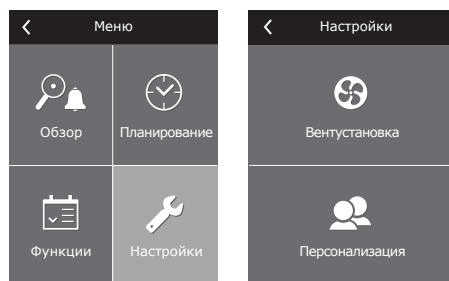 Меню
Обзор
Планирование
Функции
Настройки
Настройки
Вентустановка
Персонализация